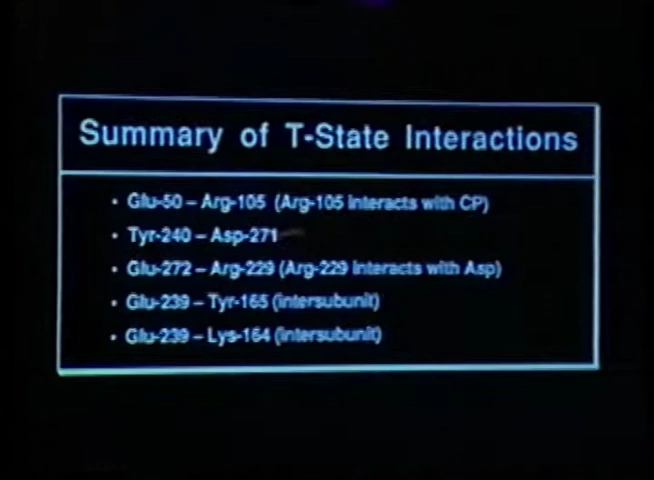 Summary of T-State Interactions
• Glu-50 – Arg-105 (Arg-105 interacts with CP)
• Tyr-240 – Asp-271
• Glu-272 – Arg-229 (Arg-229 interacts with Asp)
• Glu-239 – Tyr-165 (intersubunit)
• Glu-239 – Lys-164 (intersubunit)